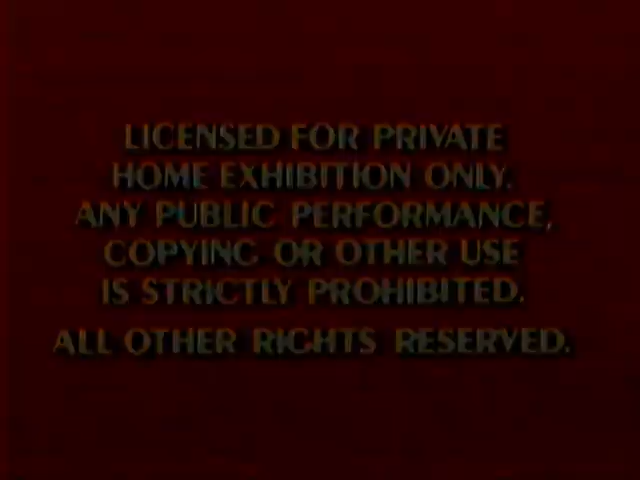 LICENSED FOR PRIVATE
HOME EXHIBITION ONLY.
ANY PUBLIC PERFORMANCE,
COPYING OR OTHER USE
IS STRICTLY PROHIBITED.
ALL OTHER RIGHTS RESERVED.